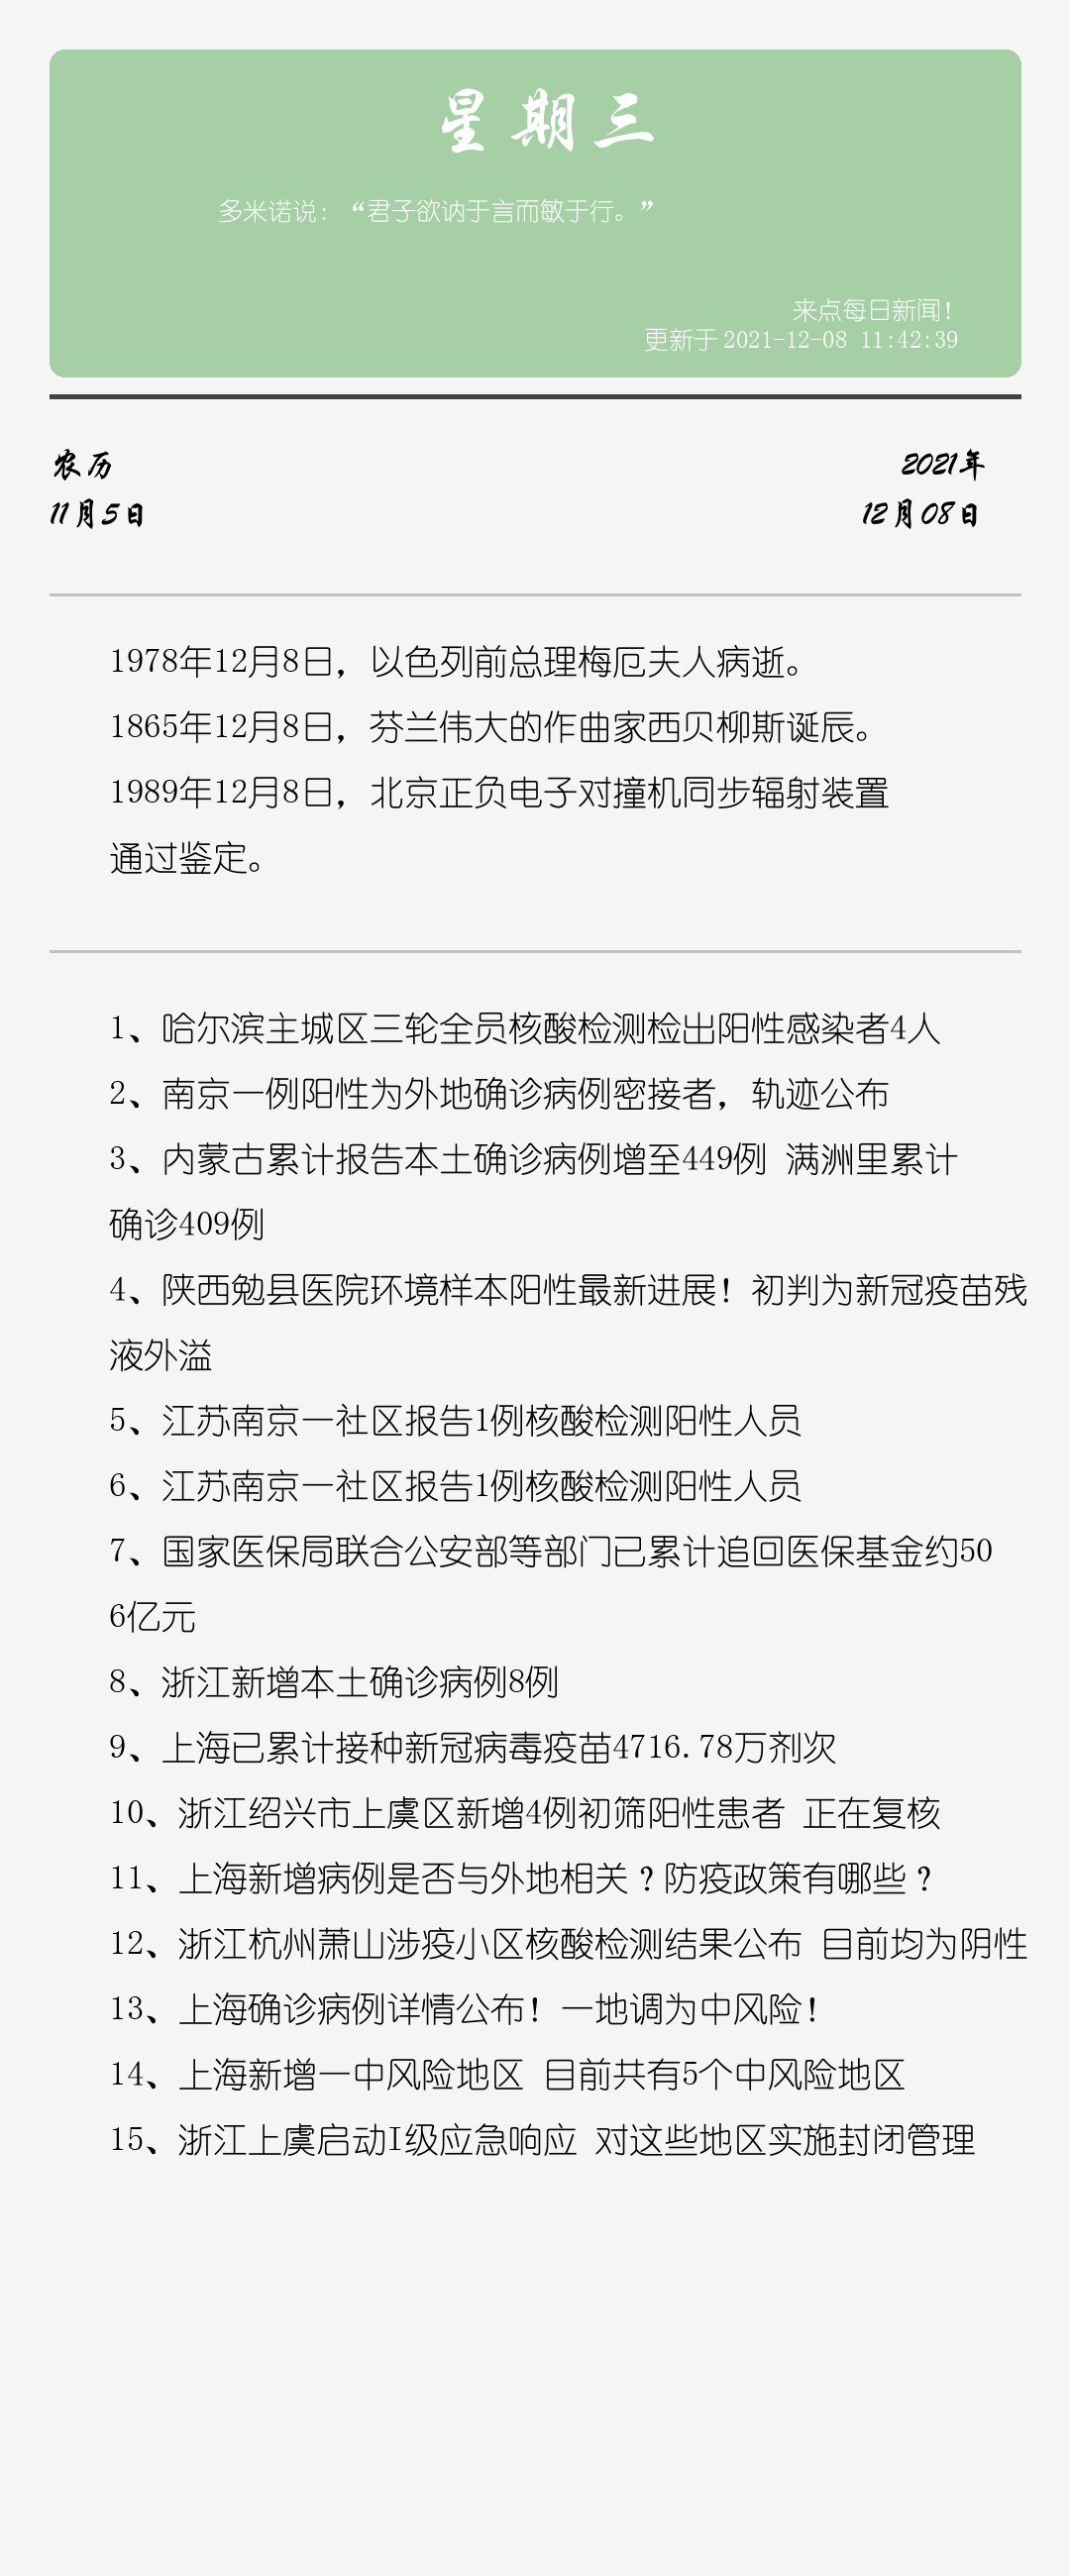 星期三
多米诺说：“君子欲讷于言而敏于行。”
来点每日新闻！
更新于 2021-12-08 11:42:39
农历
2021年
11月5日
12月08日
1978年12月8日，以色列前总理梅厄夫人病逝。
1865年12月8日，芬兰伟大的作曲家西贝柳斯诞辰。
1989年12月8日，北京正负电子对撞机同步辐射装置
通过鉴定。
1、哈尔滨主城区三轮全员核酸检测检出阳性感染者4人
2、南京一例阳性为外地确诊病例密接者，轨迹公布
3、内蒙古累计报告本土确诊病例增至449例 满洲里累计
确诊409例
4、陕西勉县医院环境样本阳性最新进展！初判为新冠疫苗残
液外溢
5、江苏南京一社区报告1例核酸检测阳性人员
6、江苏南京一社区报告1例核酸检测阳性人员
7、国家医保局联合公安部等部门已累计追回医保基金约50
6亿元
8、浙江新增本土确诊病例8例
9、上海已累计接种新冠病毒疫苗4716.78万剂次
10、浙江绍兴市上虞区新增4例初筛阳性患者 正在复核
11、上海新增病例是否与外地相关？防疫政策有哪些？
12、浙江杭州萧山涉疫小区核酸检测结果公布 目前均为阴性
13、上海确诊病例详情公布！一地调为中风险！
14、上海新增一中风险地区 目前共有5个中风险地区
15、浙江上虞启动I级应急响应 对这些地区实施封闭管理